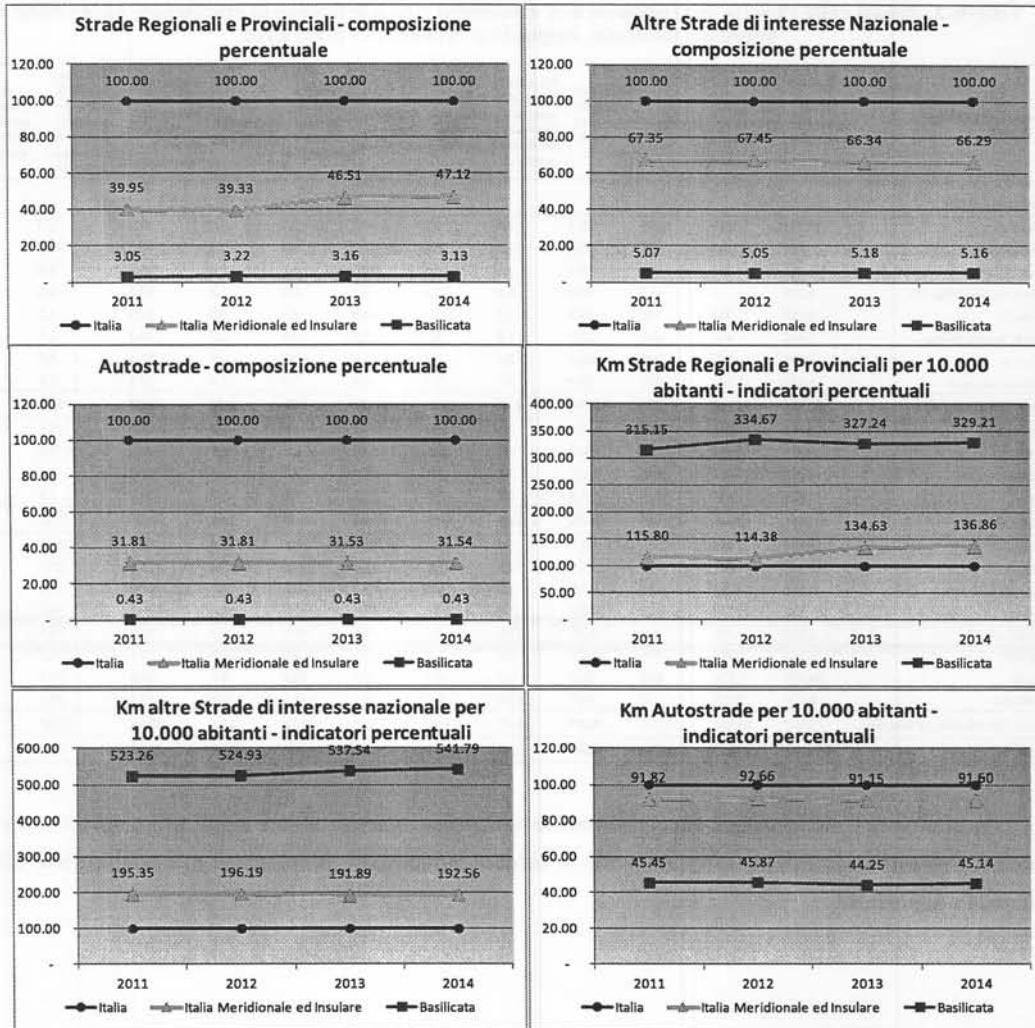 Strade Regionali e Provinciali - composizione
percentuale
120.00
100.00
80.00
60.00
40.00
20.00
-
100.00 100.00 100.00 100.00
39.95 39.33 46.51 47.12
3.05 3.22 3.16 3.13
2011 2012 2013 2014
Italia Italia Meridionale ed Insulare Basilicata
Altre Strade di interesse Nazionale -
composizione percentuale
120.00
100.00
80.00
60.00
40.00
20.00
-
100.00 100.00 100.00 100.00
67.35 67.45 66.34 66.29
5.07 5.05 5.18 5.16
2011 2012 2013 2014
Italia Italia Meridionale ed Insulare Basilicata
Autostrade - composizione percentuale
120.00
100.00
80.00
60.00
40.00
20.00
-
100.00 100.00 100.00 100.00
31.81 31.81 31.53 31.54
0.43 0.43 0.43 0.43
2011 2012 2013 2014
Italia Italia Meridionale ed Insulare Basilicata
Km Strade Regionali e Provinciali per 10.000
abitanti - indicatori percentuali
400.00
350.00
300.00
250.00
200.00
150.00
100.00
50.00
-
315.15 334.67 327.24 329.21
115.80 114.38 134.63 136.86
2011 2012 2013 2014
Italia Italia Meridionale ed Insulare Basilicata
Km altre Strade di interesse nazionale per
10.000 abitanti - indicatori percentuali
600.00
500.00
400.00
300.00
200.00
100.00
-
523.26 524.93 537.54 541.79
195.35 196.19 191.89 192.56
2011 2012 2013 2014
Italia Italia Meridionale ed Insulare Basilicata
Km Autostrade per 10.000 abitanti -
indicatori percentuali
120.00
100.00
80.00
60.00
40.00
20.00
-
91.82 92.66 91.15 91.60
45.45 45.87 44.25 45.14
2011 2012 2013 2014
Italia Italia Meridionale ed Insulare Basilicata